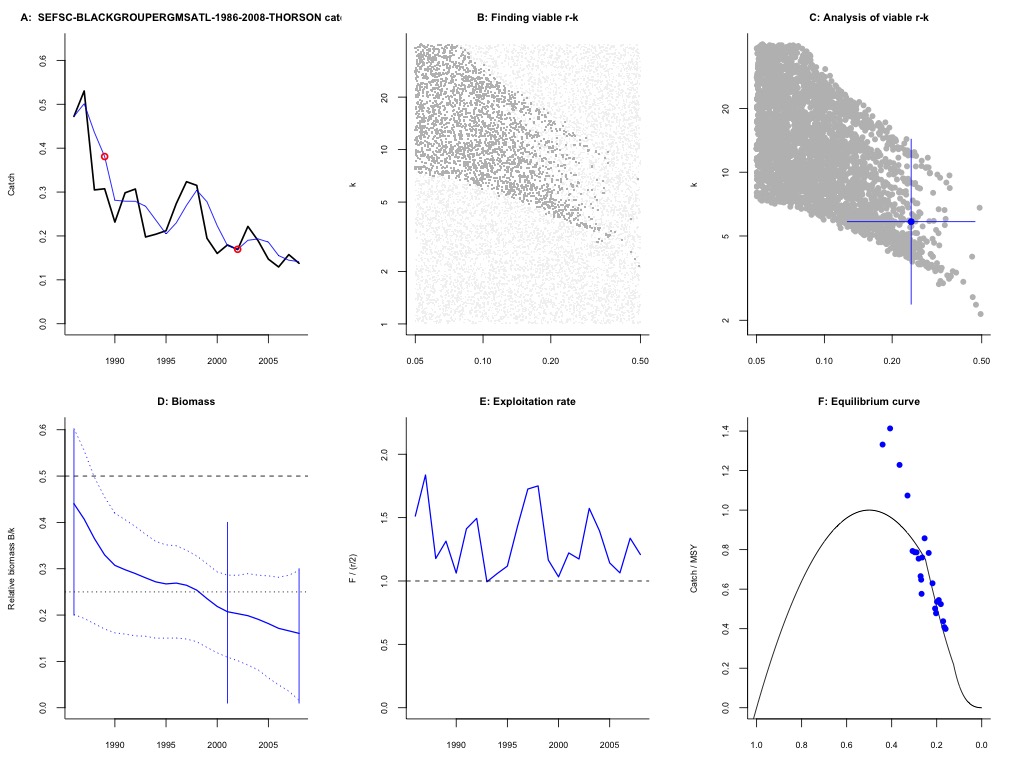 A: SEFSC-BLACKGROUPERGMSATL-1986-2008-THORSON cat
Catch
0.6
0.5
0.4
0.3
0.2
0.1
0.0
1990 1995 2000 2005
B: Finding viable r-k
k
20
10
5
2
1
0.05 0.10 0.20 0.50
C: Analysis of viable r-k
k
20
10
5
2
0.05 0.10 0.20 0.50
D: Biomass
Relative biomass B/k
0.6
0.5
0.4
0.3
0.2
0.1
0.0
1990 1995 2000 2005
E: Exploitation rate
F / (r/2)
2.0
1.5
1.0
0.5
0.0
1990 1995 2000 2005
F: Equilibrium curve
Catch / MSY
1.4
1.2
1.0
0.8
0.6
0.4
0.2
0.0
1.0 0.8 0.6 0.4 0.2 0.0